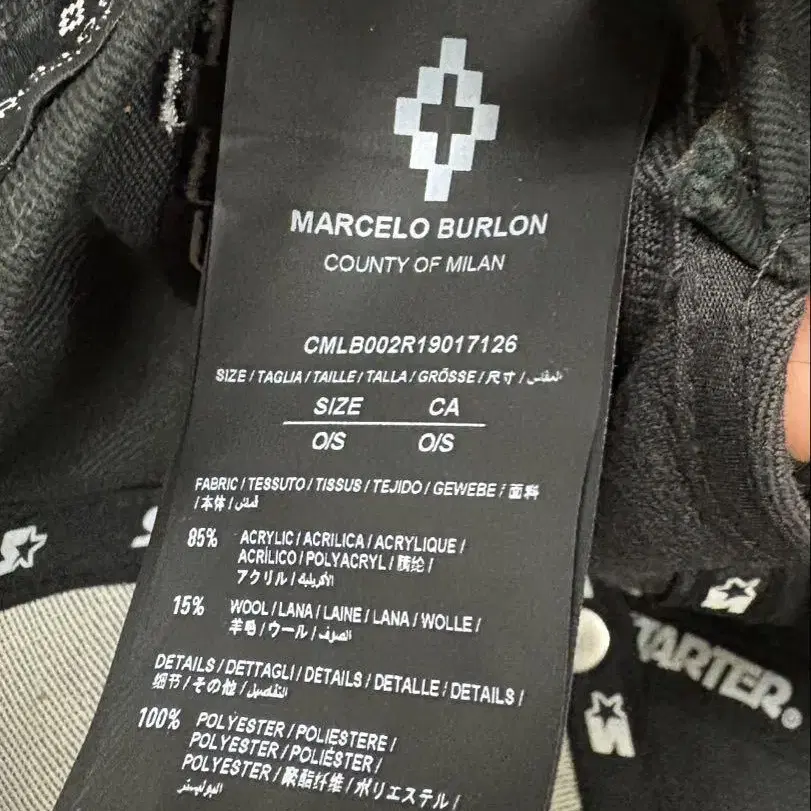 MARCELO BURLON
COUNTY OF MILAN
CMLB002R19017126
SIZE / TAGLIA / TAILLE / TALLA / GRÖSSE / 尺寸 / المقاس
SIZE CA
O/S O/S
FABRIC / TESSUTO / TISSUS / TEJIDO / GEWEBE / 面料
/ 本体 / قماش
85% ACRYLIC / ACRILICA / ACRYLIQUE /
ACRÍLICO / POLYACRYL / 腈纶 /
アクリル / الأكريليك
15% WOOL / LANA / LAINE / LANA / WOLLE /
羊毛 / ウール / الصوف
DETAILS / DETTAGLI / DETAILS / DETALLE / DETAILS /
细节 / その他 / التفاصيل
100% POLYESTER / POLIESTERE /
POLYESTER / POLIÉSTER /
POLYESTER / 聚酯纤维 / ポリエステル /
البوليستر
STARTER®